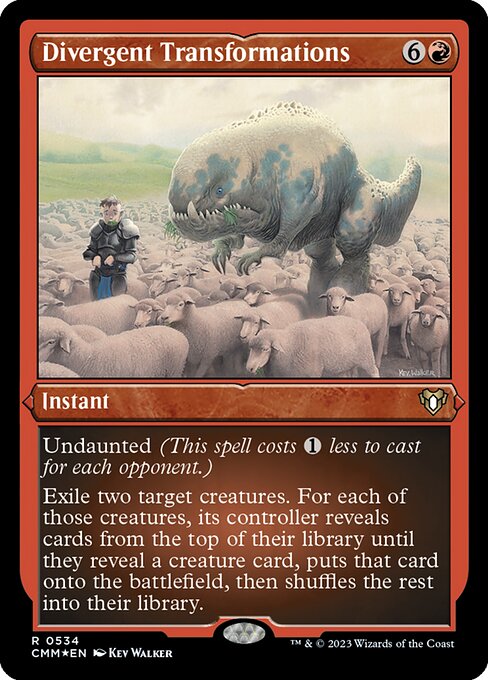 Divergent Transformations 6
KEV WALKER
Instant
Undaunted (This spell costs 1 less to cast
for each opponent.)
Exile two target creatures. For each of
those creatures, its controller reveals
cards from the top of their library until
they reveal a creature card, puts that card
onto the battlefield, then shuffles the rest
into their library.
R 0534
™ & © 2023 Wizards of the Coast
CMM★EN Kev Walker